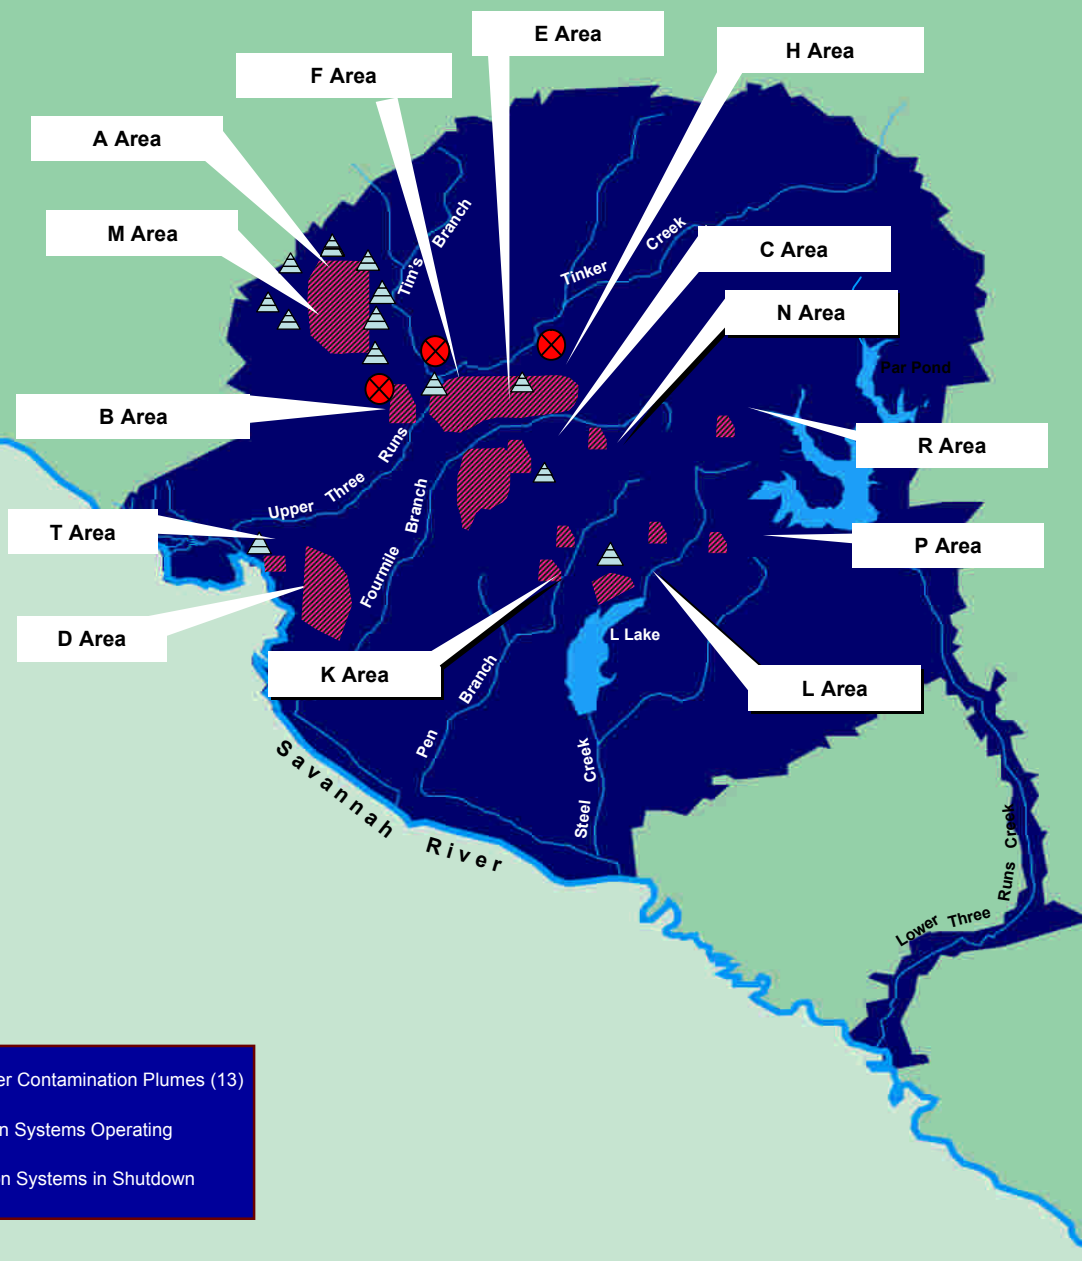 E Area
H Area
F Area
A Area
M Area
Tim's Branch
Tinker Creek
C Area
N Area
Par Pond
B Area
R Area
Upper Three Runs
Fourmile Branch
T Area
P Area
D Area
L Lake
K Area
L Area
Pen Branch
Steel Creek
Savannah River
Lower Three Runs Creek
er Contamination Plumes (13)
n Systems Operating
n Systems in Shutdown